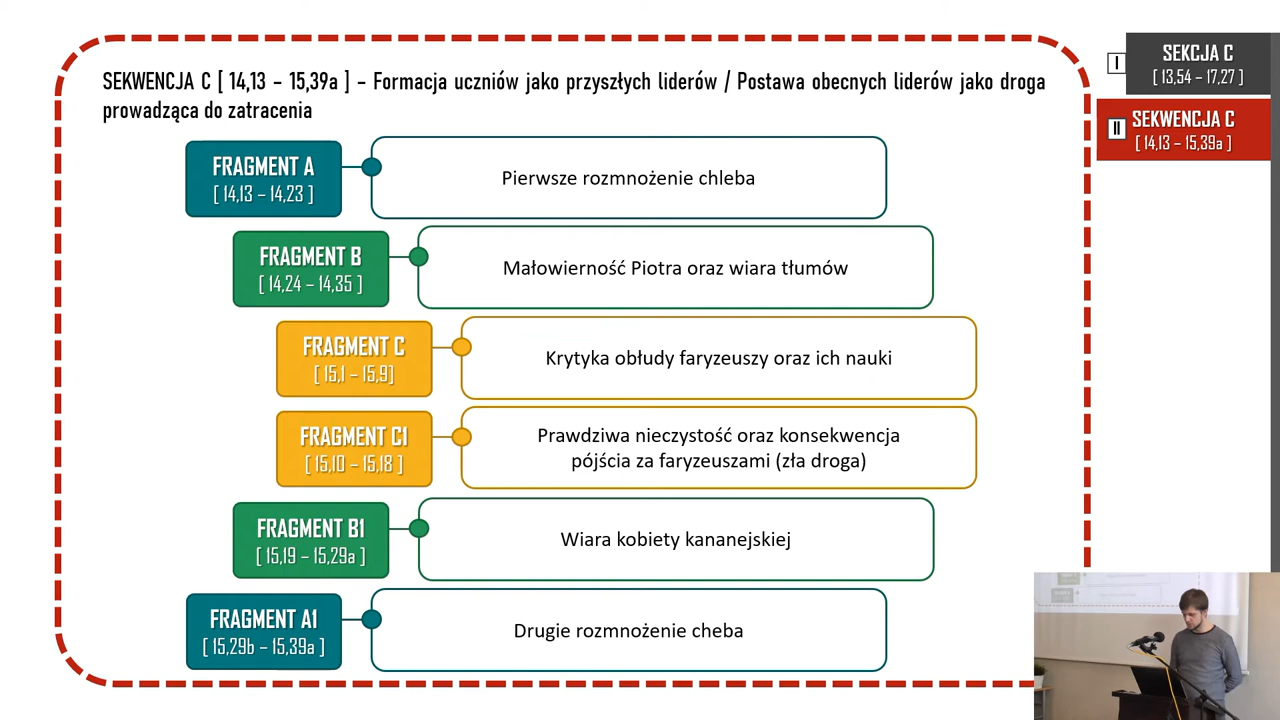 SEKWENCJA C [ 14,13 – 15,39a ] – Formacja uczniów jako przyszłych liderów / Postawa obecnych liderów jako droga
prowadząca do zatracenia
FRAGMENT A
[ 14,13 – 14,23 ]
Pierwsze rozmnożenie chleba
FRAGMENT B
[ 14,24 – 14,35 ]
Małowierność Piotra oraz wiara tłumów
FRAGMENT C
[ 15,1 – 15,9]
Krytyka obłudy faryzeuszy oraz ich nauki
FRAGMENT C1
[ 15,10 – 15,18 ]
Prawdziwa nieczystość oraz konsekwencja
pójścia za faryzeuszami (zła droga)
FRAGMENT B1
[ 15,19 – 15,29a ]
Wiara kobiety kananejskiej
FRAGMENT A1
[ 15,29b – 15,39a ]
Drugie rozmnożenie cheba
I
SEKCJA C
[ 13,54 – 17,27 ]
II
SEKWENCJA C
[ 14,13 – 15,39a ]